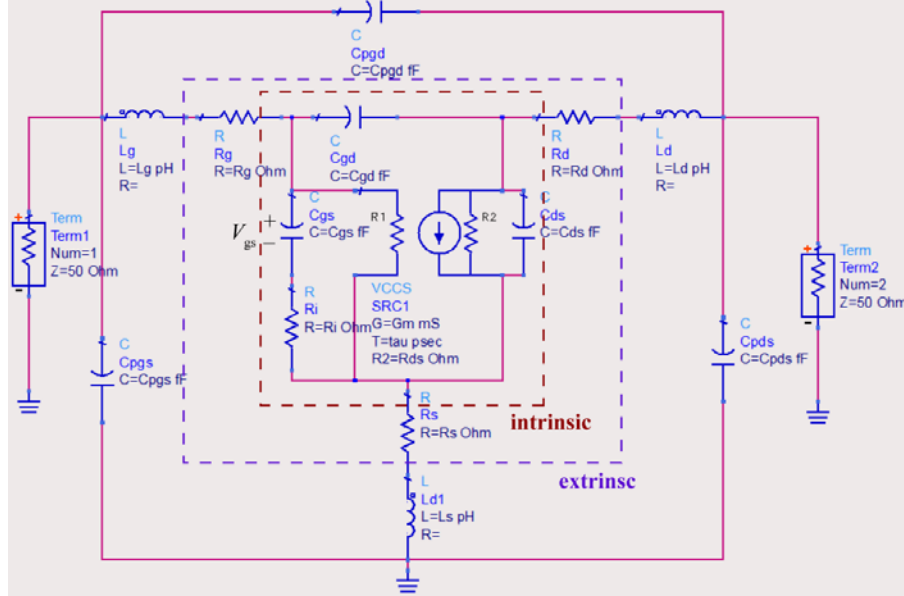 C
Cpgd
C=Cpgd fF
L
Lg
L=Lg pH
R=
R
Rg
R=Rg Ohm
C
Cgd
C=Cgd fF
R
Rd
R=Rd Ohm
L
Ld
L=Ld pH
R=
+
Term
Term1
Num=1
Z=50 Ohm
-
Vgs
+
-
C
Cgs
C=Cgs fF
R1
R2
C
Cds
C=Cds fF
+
Term
Term2
Num=2
Z=50 Ohm
-
R
Ri
R=Ri Ohm
VCCS
SRC1
G=Gm mS
T=tau psec
R2=Rds Ohm
C
Cpgs
C=Cpgs fF
C
Cpds
C=Cpds fF
R
Rs
R=Rs Ohm
intrinsic
extrinsc
L
Ld1
L=Ls pH
R=